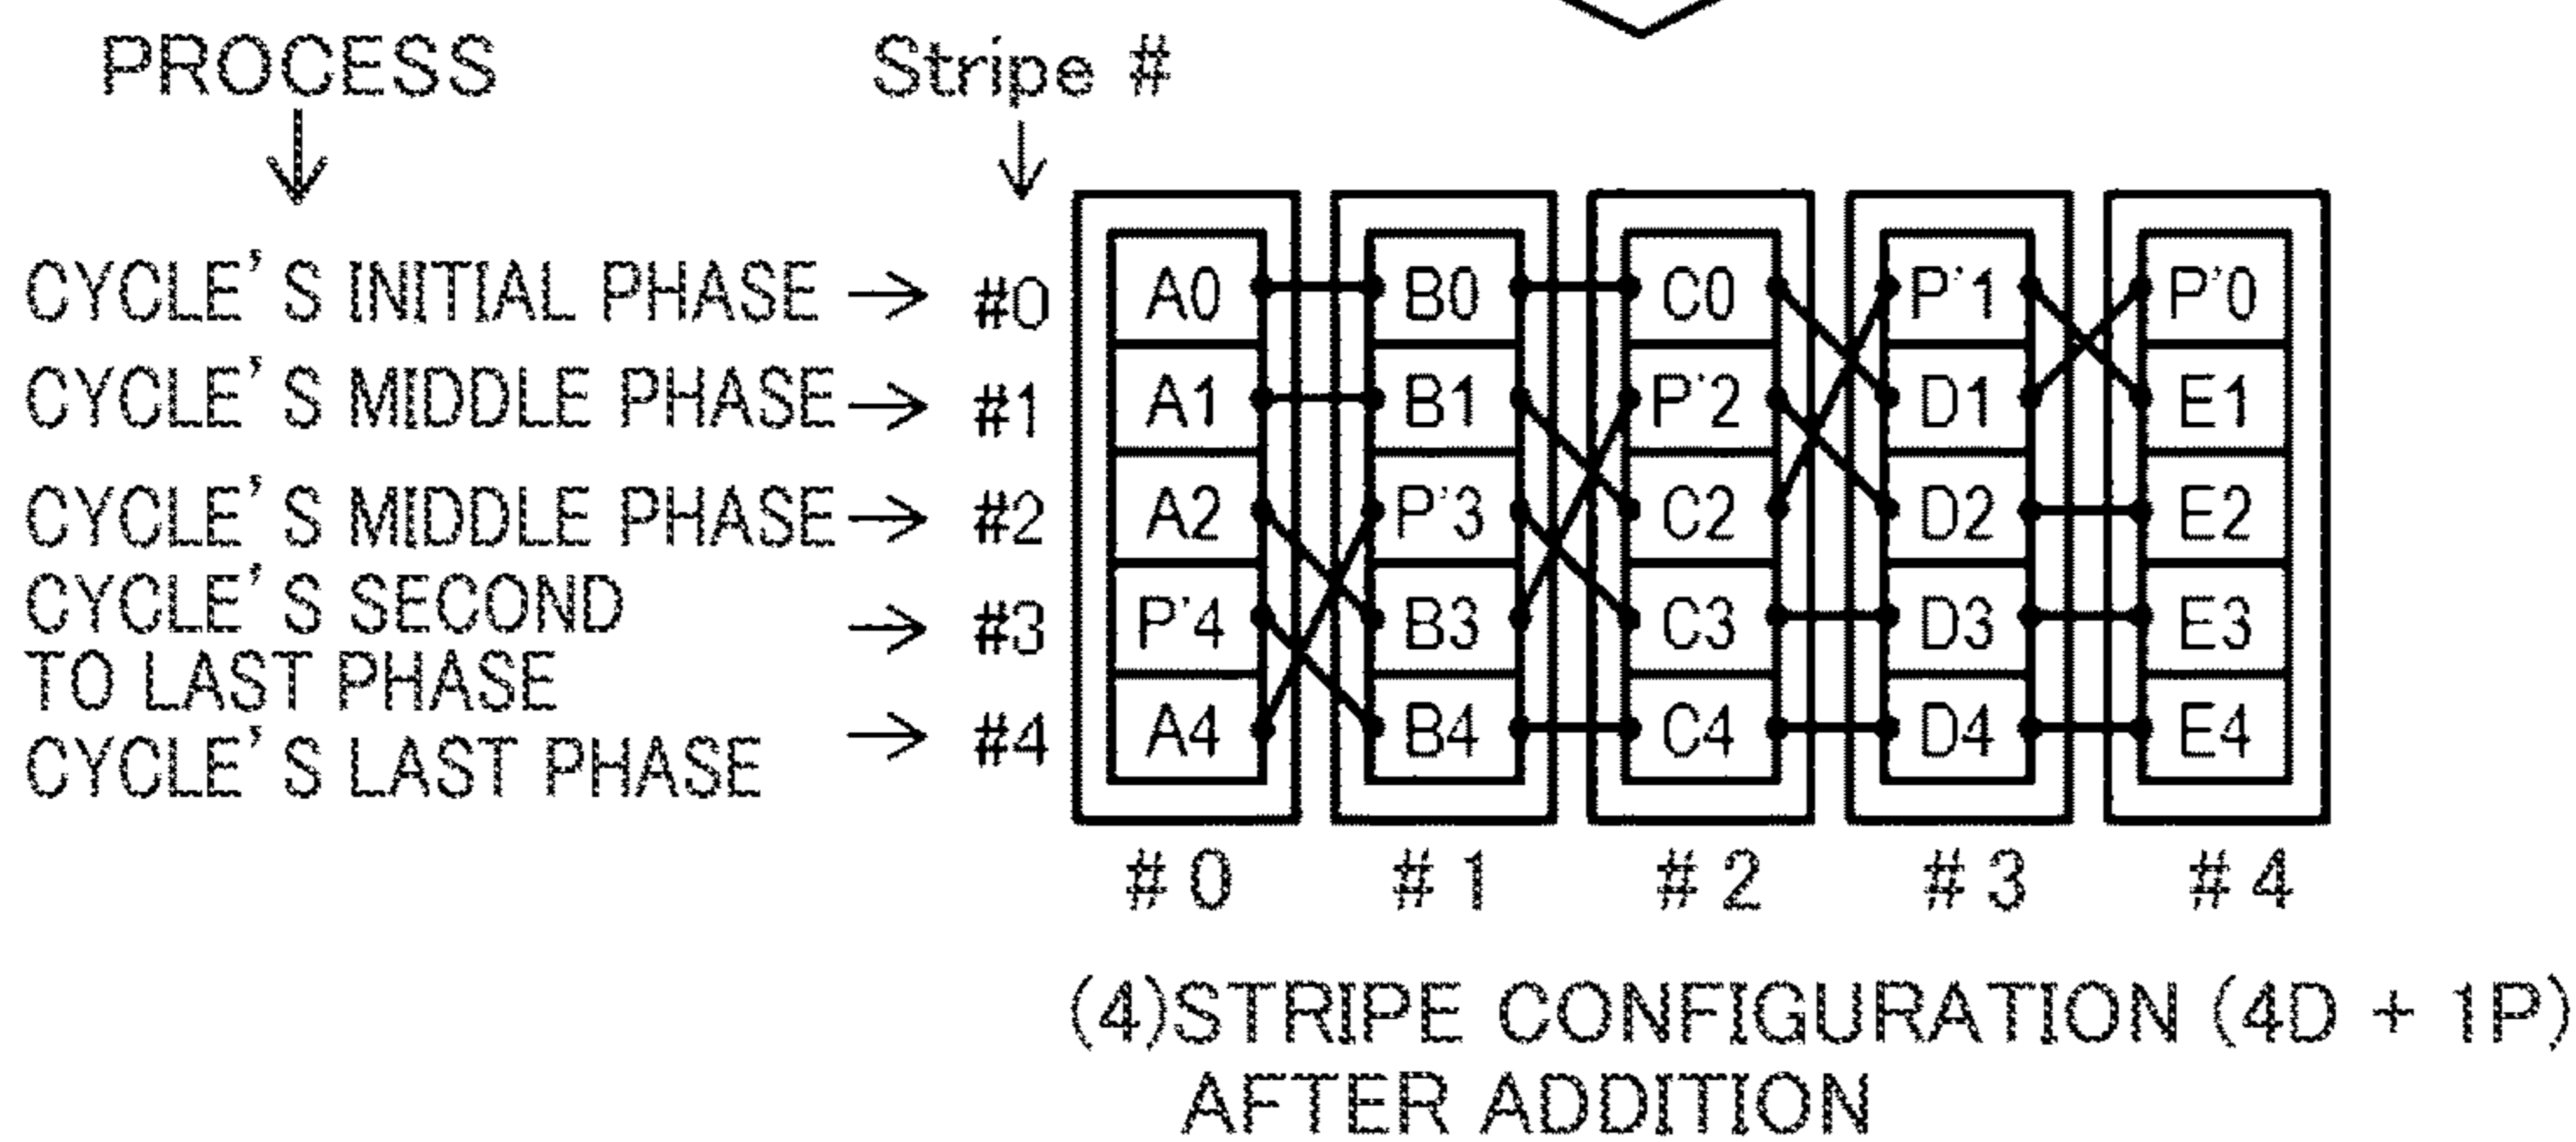 PROCESS Stripe #
CYCLE'S INITIAL PHASE → #0 A0 B0 C0 P'1 P'0
CYCLE'S MIDDLE PHASE → #1 A1 B1 P'2 D1 E1
CYCLE'S MIDDLE PHASE → #2 A2 P'3 C2 D2 E2
CYCLE'S SECOND
TO LAST PHASE → #3 P'4 B3 C3 D3 E3
CYCLE'S LAST PHASE → #4 A4 B4 C4 D4 E4
#0 #1 #2 #3 #4
(4)STRIPE CONFIGURATION (4D + 1P)
AFTER ADDITION